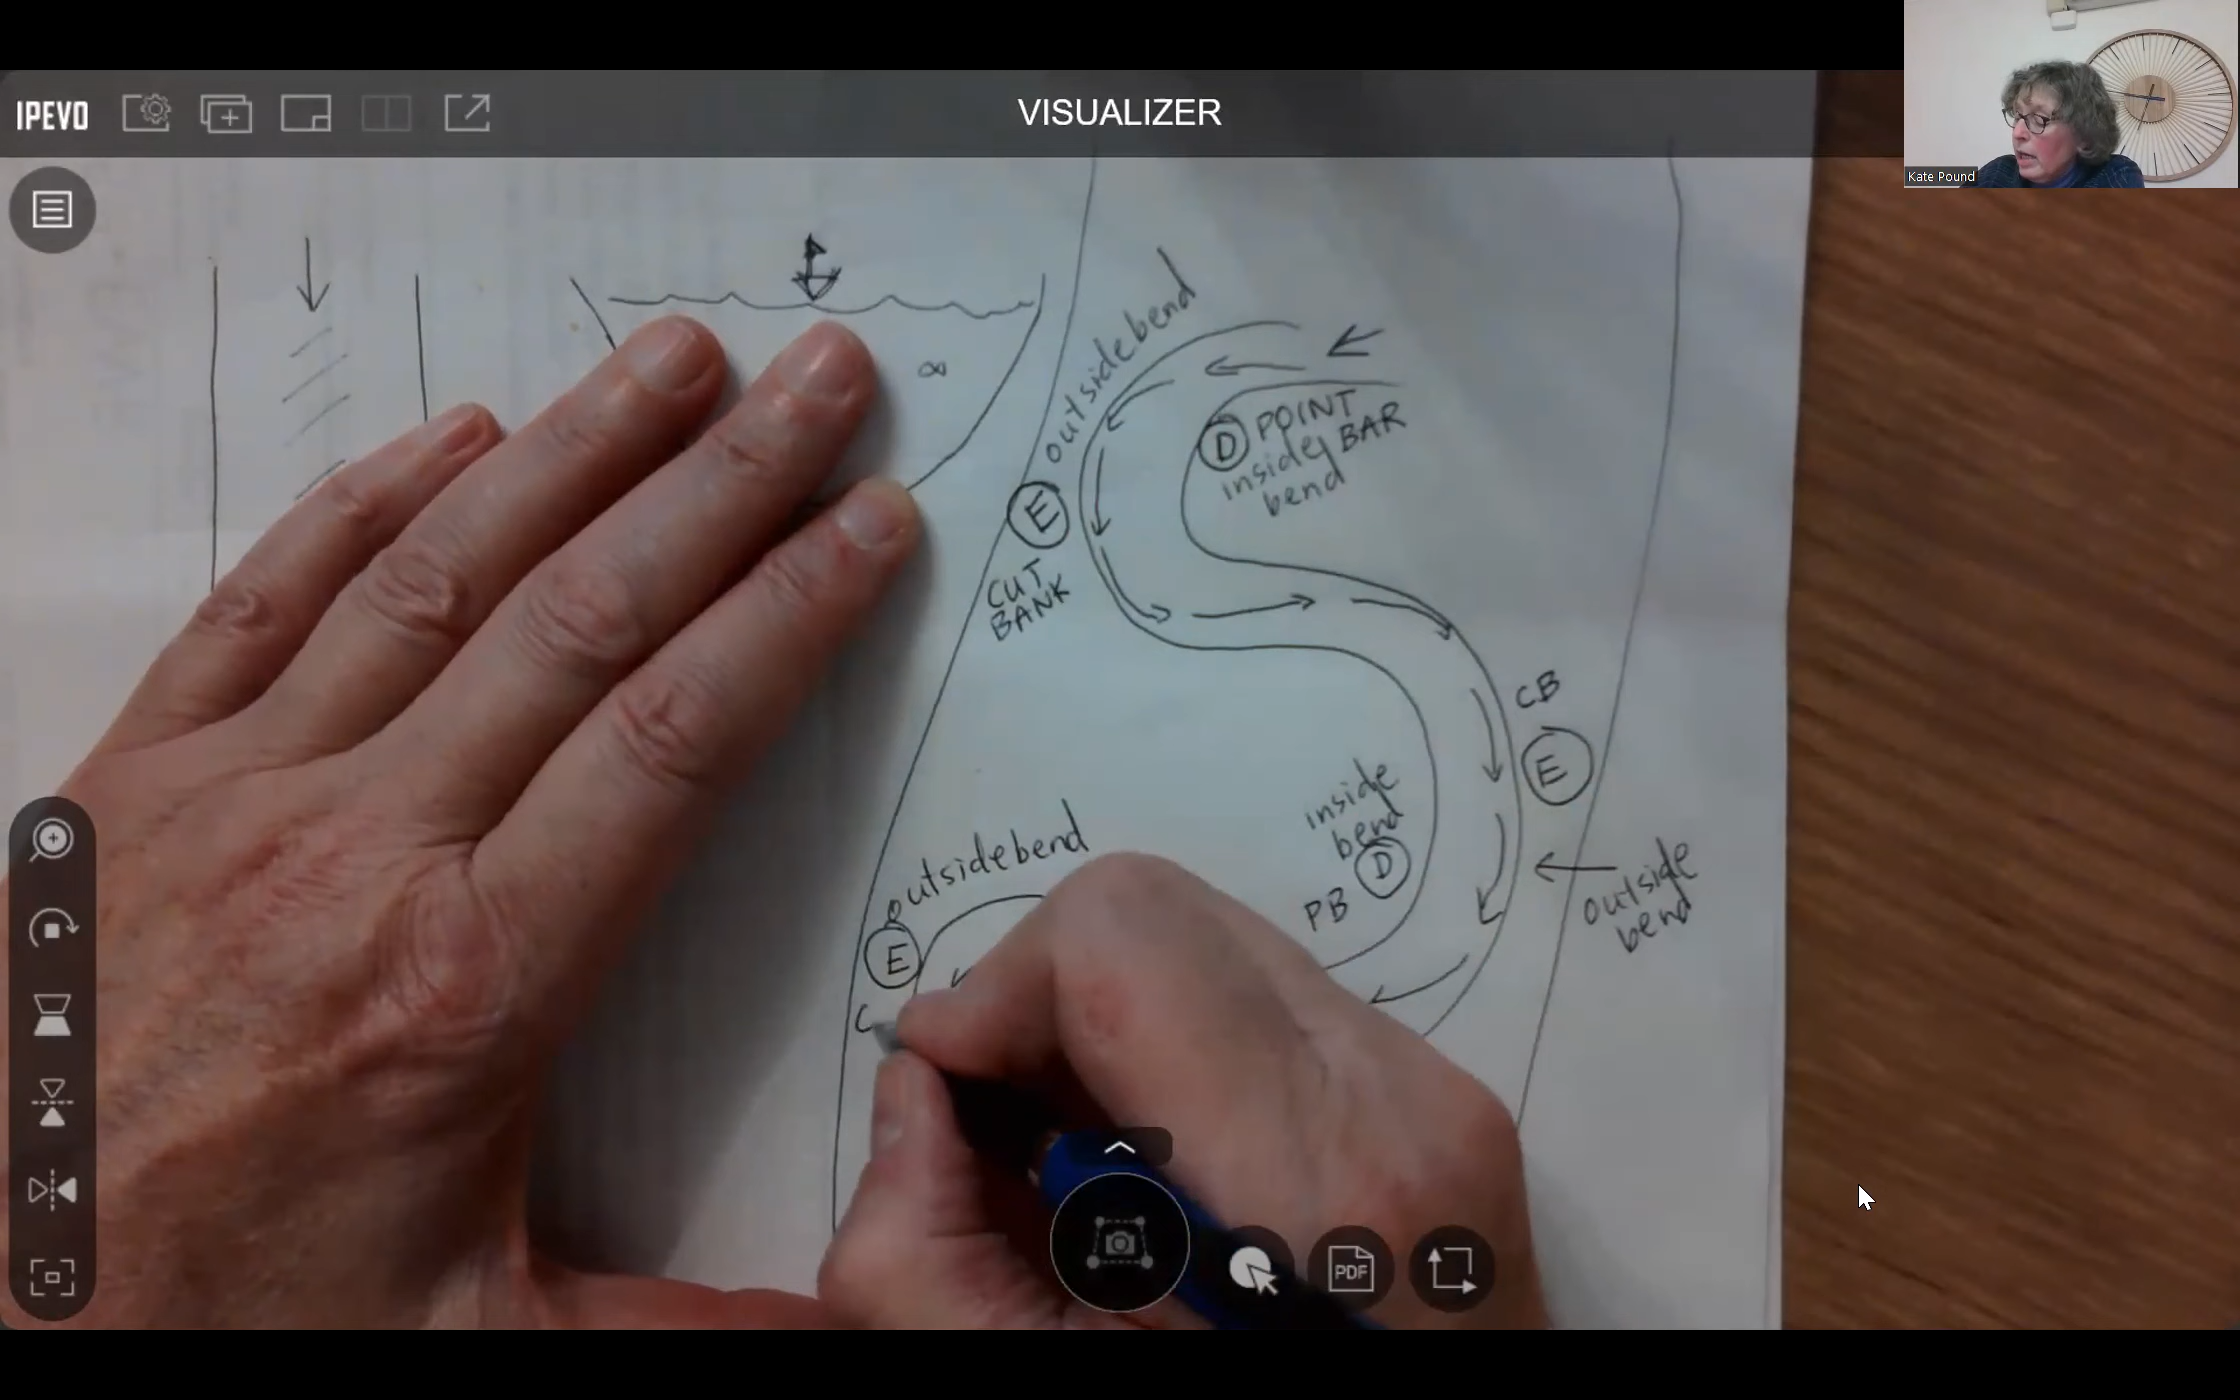 IPEVO
VISUALIZER
Kate Pound
outside bend
D POINT
BAR
inside
bend
E
CUT
BANK
CB
E
inside
bend
D
PB
outside
bend
outside bend
E
C
PDF